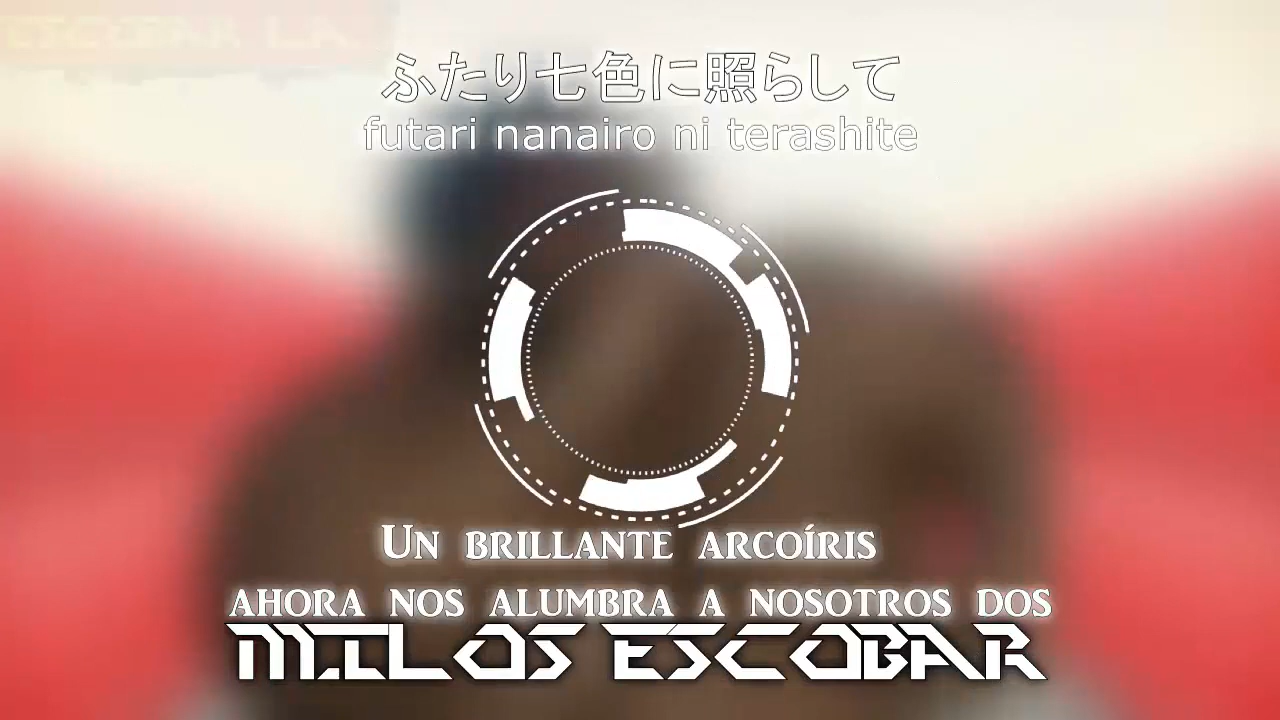 ESCOBAR L.A.
ふたり七色に照らして
futari nanairo ni terashite
Un brillante arcoíris
ahora nos alumbra a nosotros dos
MILOS ESCOBAR